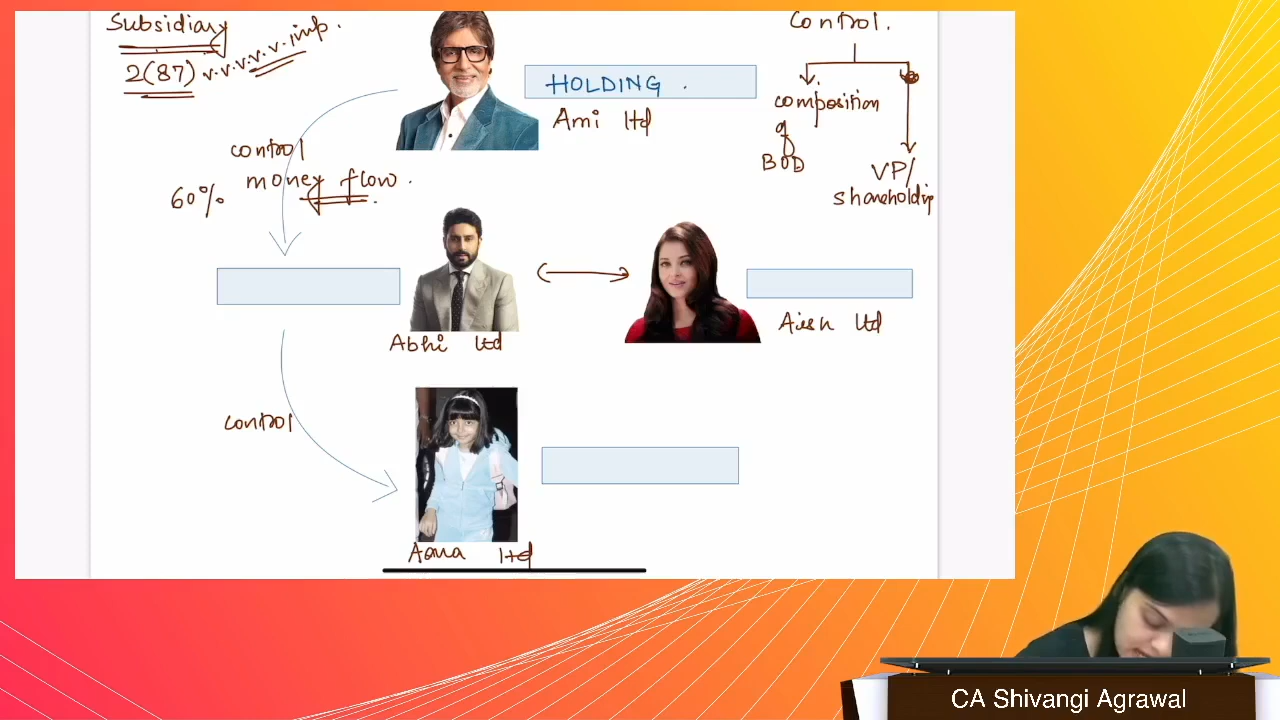 Subsidiary
2(87) v.v.v.v.v. imp.
HOLDING .
Ami ltd
Control.
composition
of
BOD
VP/
shareholding
control
money flow.
60%
Abhi ltd
Aish ltd
control
ltd
CA Shivangi Agrawal